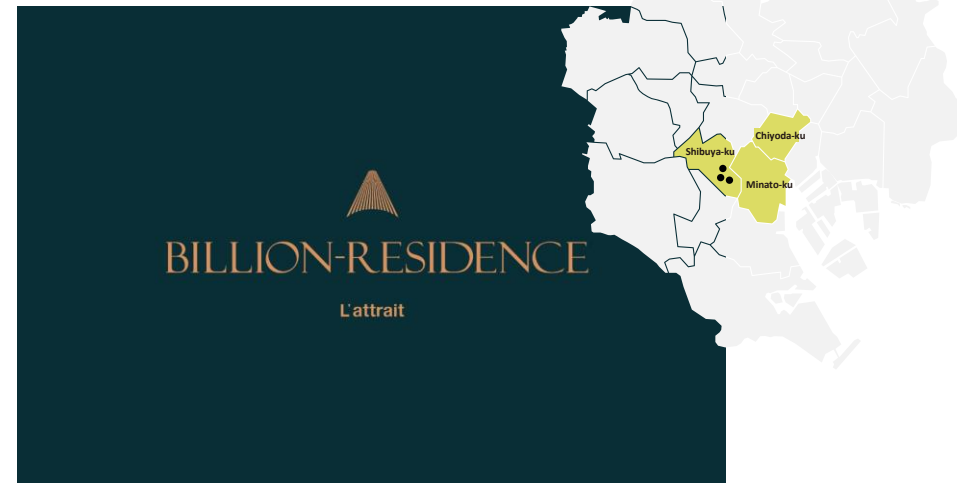 BILLION-RESIDENCE
L'attrait
Chiyoda-ku
Shibuya-ku
Minato-ku